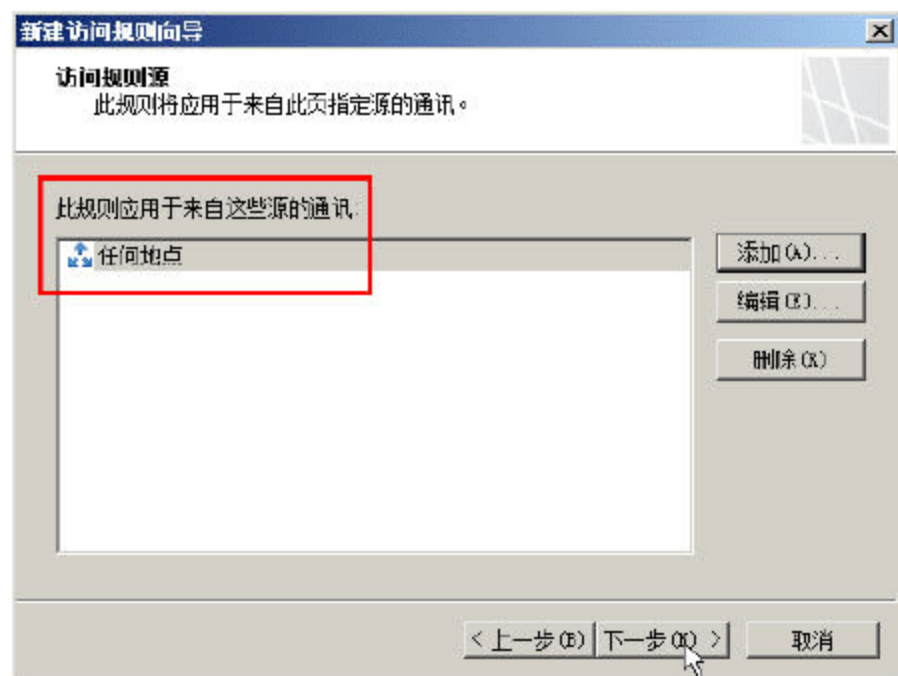 新建访问规则向导
访问规则源
此规则将应用于来自此页指定源的通讯。
此规则应用于来自这些源的通讯:
任何地点
添加(A)...
编辑(E)...
删除(R)
< 上一步(B)
下一步(N) >
取消